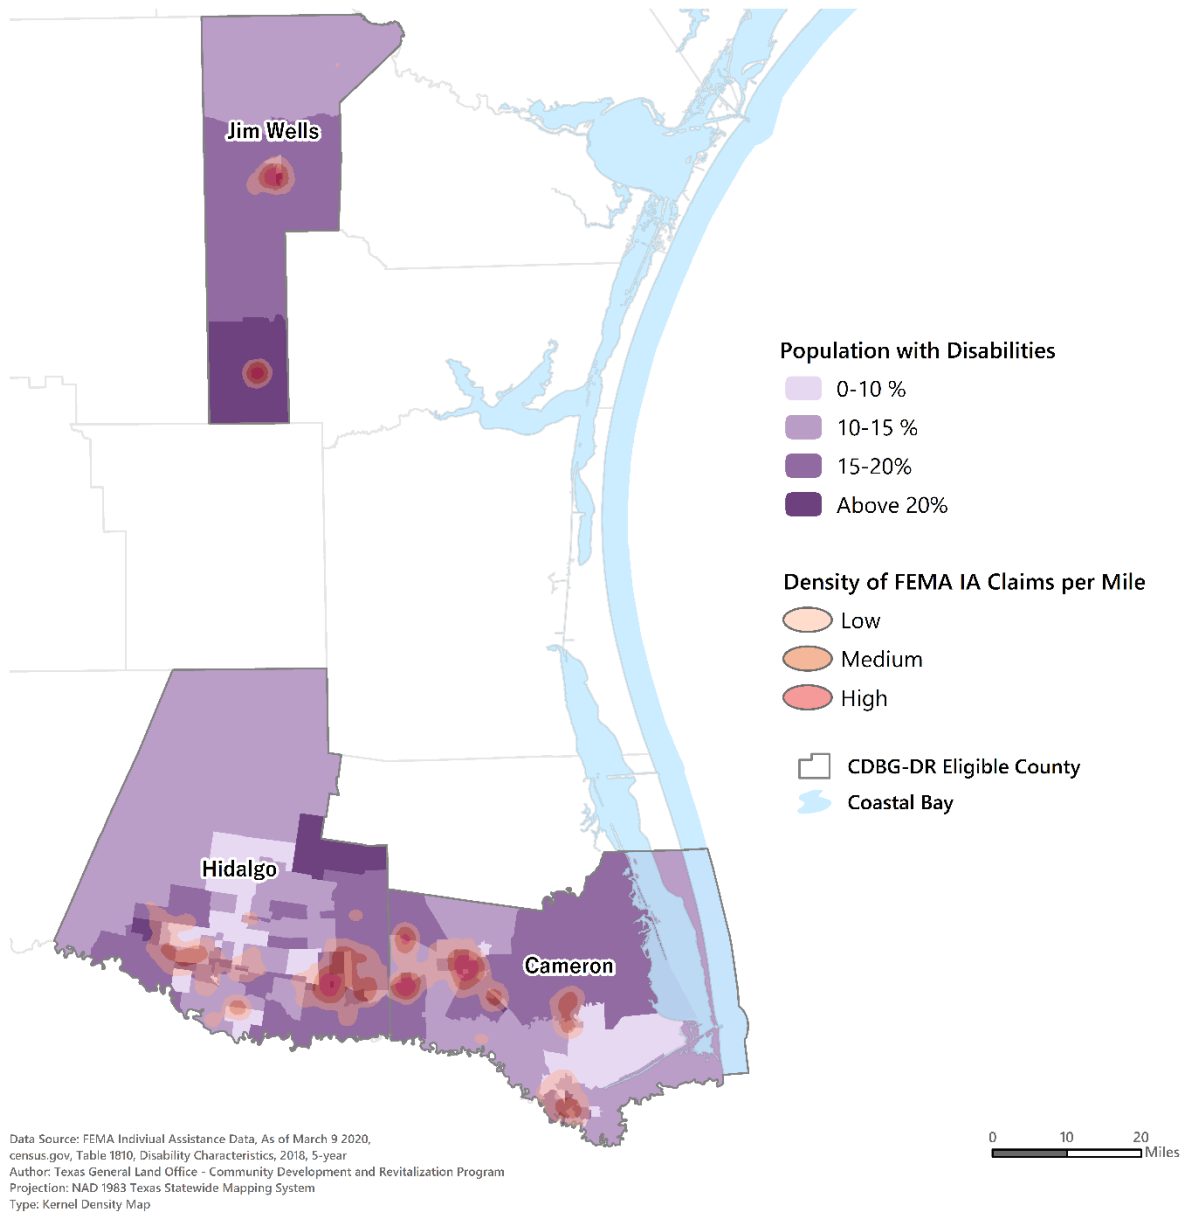 Jim Wells
Population with Disabilities
0-10 %
10-15 %
15-20%
Above 20%
Density of FEMA IA Claims per Mile
Low
Medium
High
CDBG-DR Eligible County
Coastal Bay
Hidalgo
Cameron
Data Source: FEMA Indiviual Assistance Data, As of March 9 2020,
census.gov, Table 1810, Disability Characteristics, 2018, 5-year
Author: Texas General Land Office - Community Development and Revitalization Program
Projection: NAD 1983 Texas Statewide Mapping System
Type: Kernel Density Map
0 10 20
Miles